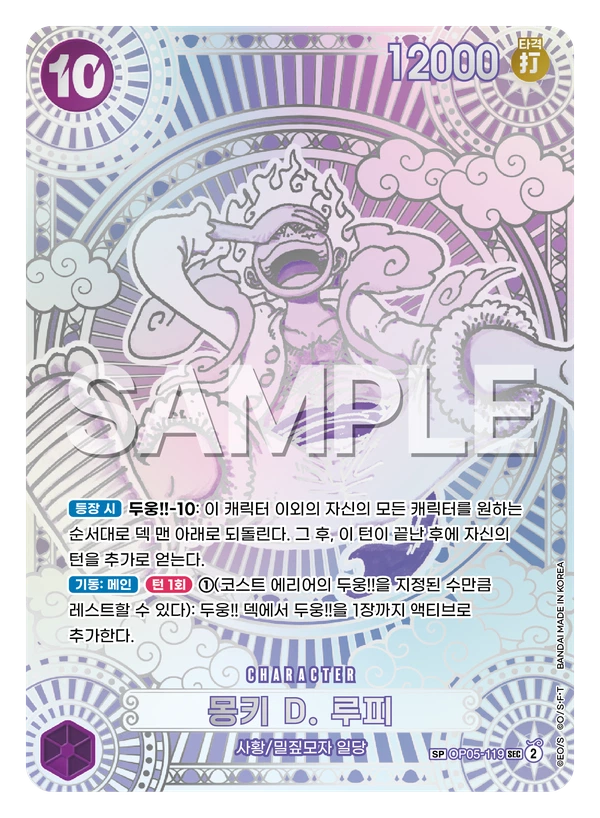 10
12000
타격
打
SAMPLE
등장 시 두웅!!-10: 이 캐릭터 이외의 자신의 모든 캐릭터를 원하는
순서대로 덱 맨 아래로 되돌린다. 그 후, 이 턴이 끝난 후에 자신의
턴을 추가로 얻는다.
기동: 메인 턴 1회 ①(코스트 에리어의 두웅!!을 지정된 수만큼
레스트할 수 있다): 두웅!! 덱에서 두웅!!을 1장까지 액티브로
추가한다.
CHARACTER
몽키 D. 루피
사황/밀짚모자 일당
SP OP05-119 SEC 2
©EO/S ©O/S·F·T BANDAI MADE IN KOREA